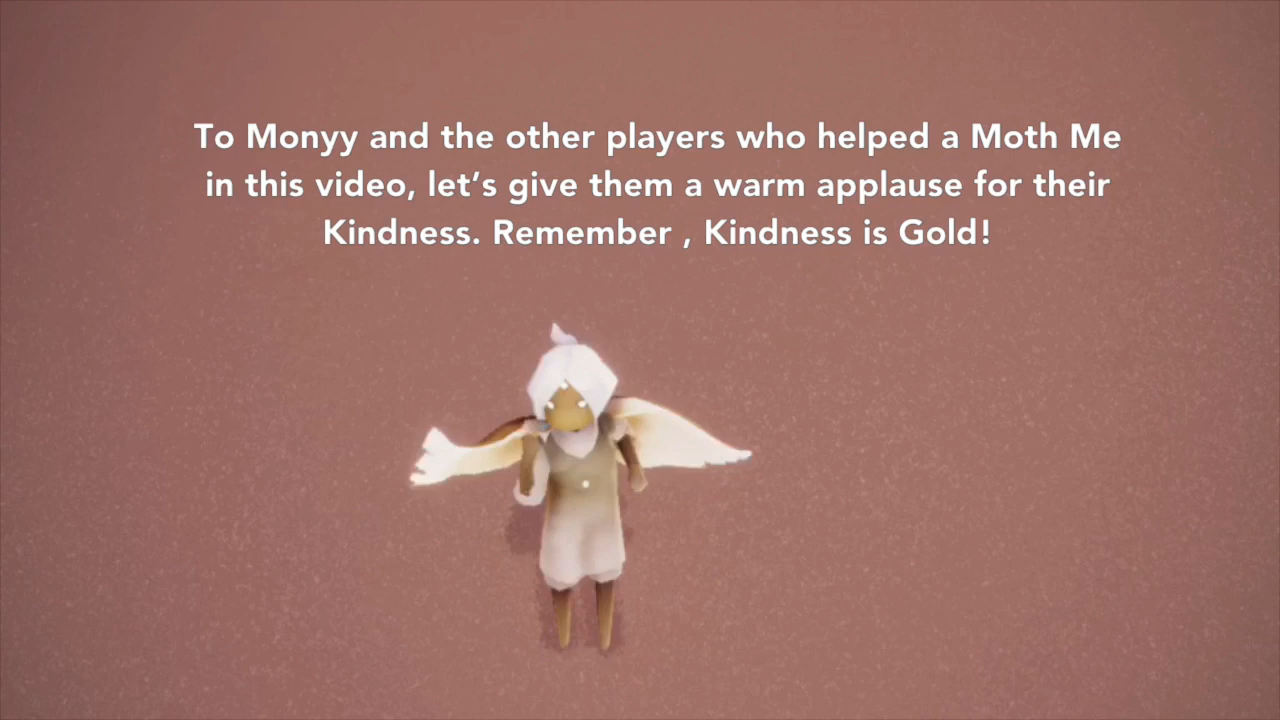 To Monyy and the other players who helped a Moth Me
in this video, let’s give them a warm applause for their
Kindness. Remember , Kindness is Gold!